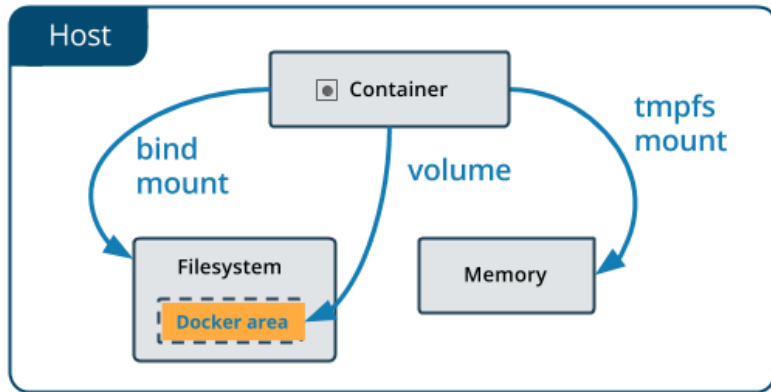 Host
Container
bind
mount
volume
tmpfs
mount
Filesystem
Docker area
Memory